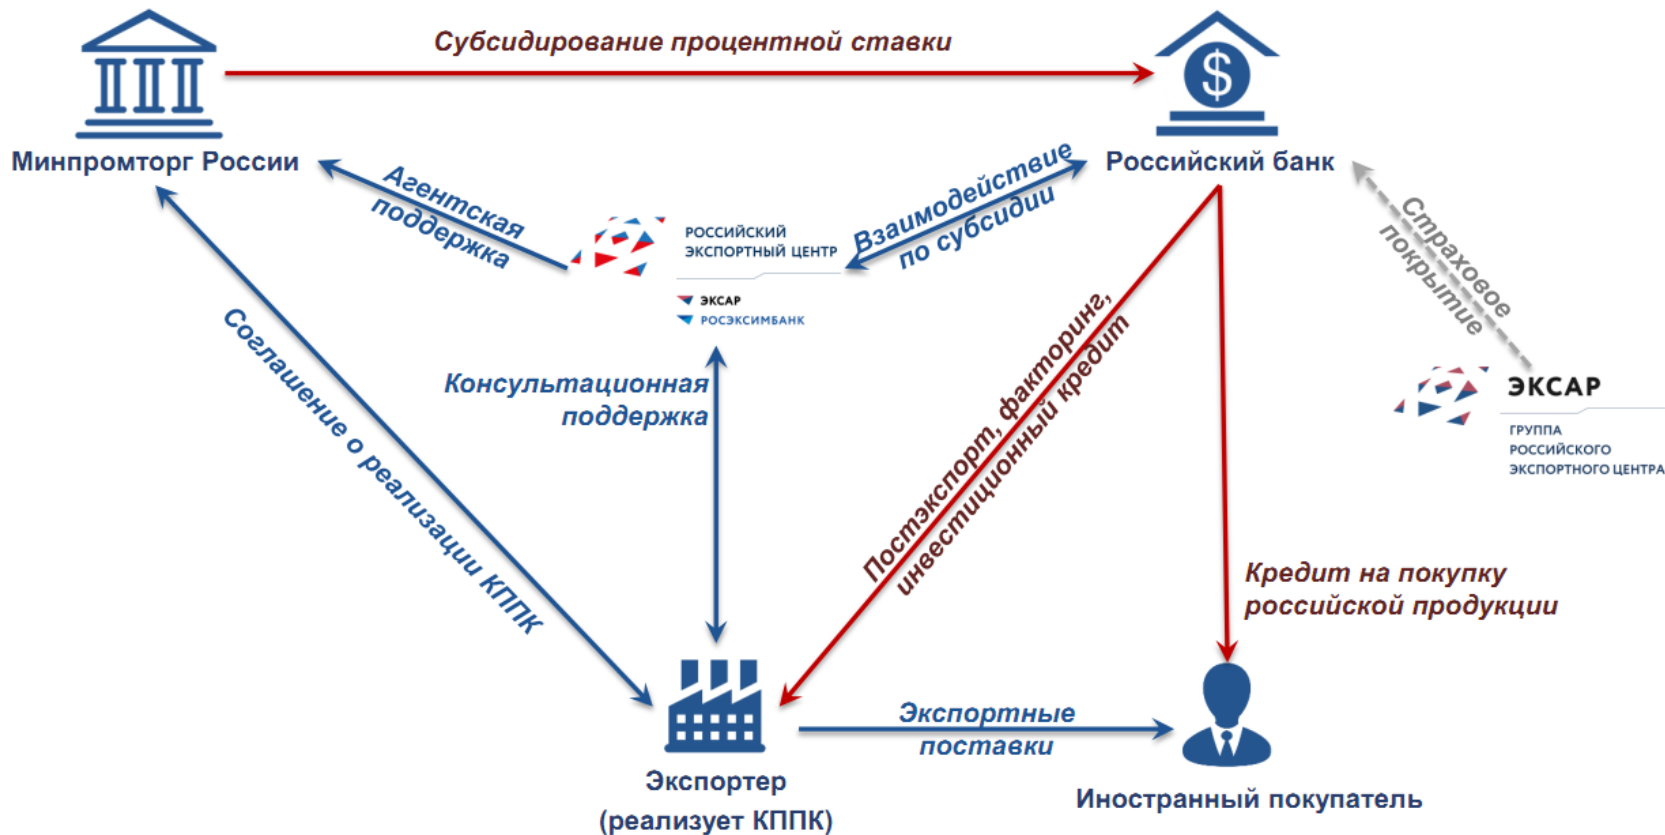 Субсидирование процентной ставки
$
Минпромторг России
Российский банк
Агентская
поддержка
РОССИЙСКИЙ
ЭКСПОРТНЫЙ ЦЕНТР
ЭКСАР
РОСЭКСИМБАНК
Взаимодействие
по субсидии
Страховое
покрытие
Соглашение о реализации КППК
Консультационная
поддержка
Постэкспорт, факторинг,
инвестиционный кредит
ЭКСАР
ГРУППА
РОССИЙСКОГО
ЭКСПОРТНОГО ЦЕНТРА
Кредит на покупку
российской продукции
Экспортные
поставки
Экспортер
(реализует КППК)
Иностранный покупатель